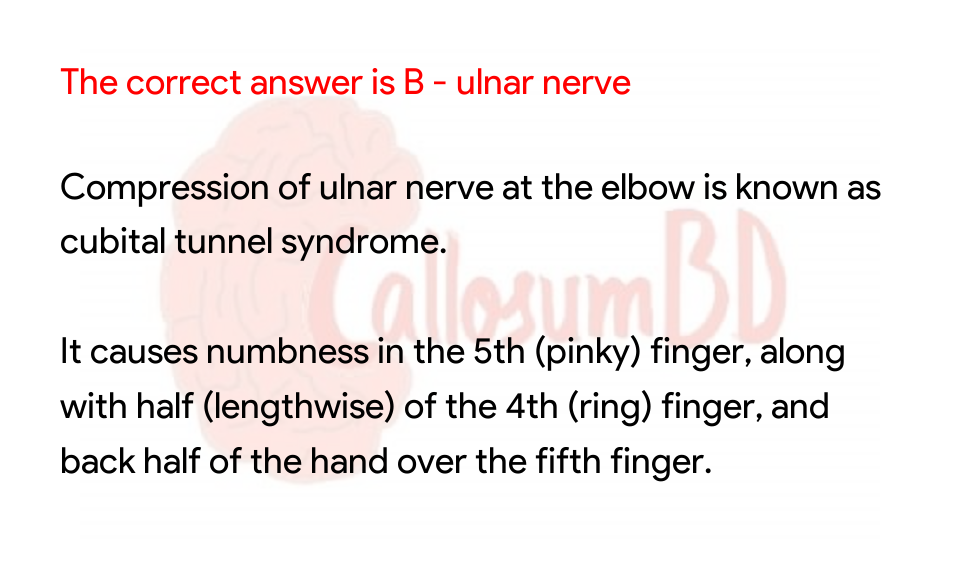 The correct answer is B - ulnar nerve
Compression of ulnar nerve at the elbow is known as
cubital tunnel syndrome.
CallosumBD
It causes numbness in the 5th (pinky) finger, along
with half (lengthwise) of the 4th (ring) finger, and
back half of the hand over the fifth finger.